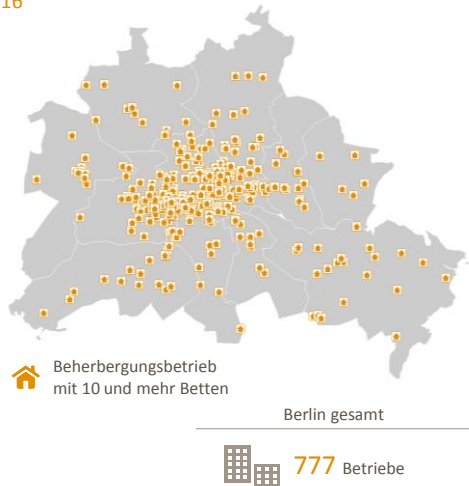 16
Beherbergungsbetrieb
mit 10 und mehr Betten
Berlin gesamt
777 Betriebe